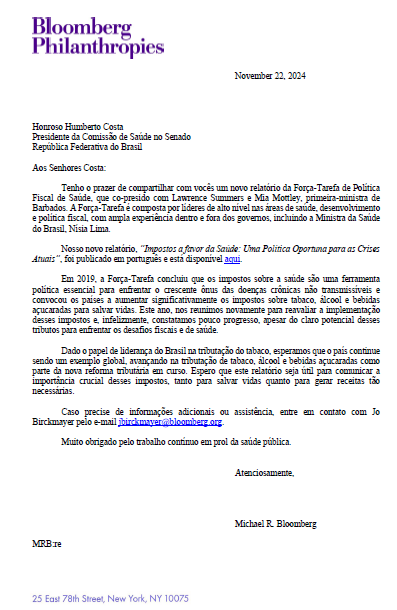 Bloomberg
Philanthropies
November 22, 2024
Honroso Humberto Costa
Presidente da Comissão de Saúde no Senado
República Federativa do Brasil
Aos Senhores Costa:
Tenho o prazer de compartilhar com vocês um novo relatório da Força-Tarefa de Política
Fiscal de Saúde, que co-presido com Lawrence Summers e Mia Mottley, primeira-ministra de
Barbados. A Força-Tarefa é composta por líderes de alto nível nas áreas de saúde, desenvolvimento
e política fiscal, com ampla experiência dentro e fora dos governos, incluindo a Ministra da Saúde
do Brasil, Nísia Lima.
Nosso novo relatório, "Impostos a favor da Saúde: Uma Política Oportuna para as Crises
Atuais", foi publicado em português e está disponível aqui.
Em 2019, a Força-Tarefa concluiu que os impostos sobre a saúde são uma ferramenta
política essencial para enfrentar o crescente ônus das doenças crônicas não transmissíveis e
convocou os países a aumentar significativamente os impostos sobre tabaco, álcool e bebidas
açucaradas para salvar vidas. Este ano, nos reunimos novamente para reavaliar a implementação
desses impostos e, infelizmente, constatamos pouco progresso, apesar do claro potencial desses
tributos para enfrentar os desafios fiscais e de saúde.
Dado o papel de liderança do Brasil na tributação do tabaco, esperamos que o país continue
sendo um exemplo global, avançando na tributação de tabaco, álcool e bebidas açucaradas como
parte da nova reforma tributária em curso. Espero que este relatório seja útil para comunicar a
importância crucial desses impostos, tanto para salvar vidas quanto para gerar receitas tão
necessárias.
Caso precise de informações adicionais ou assistência, entre em contato com Jo
Birckmayer pelo e-mail jbirckmayer@bloomberg.org.
Muito obrigado pelo trabalho contínuo em prol da saúde pública.
Atenciosamente,
Michael R. Bloomberg
MRB:re
25 East 78th Street, New York, NY 10075